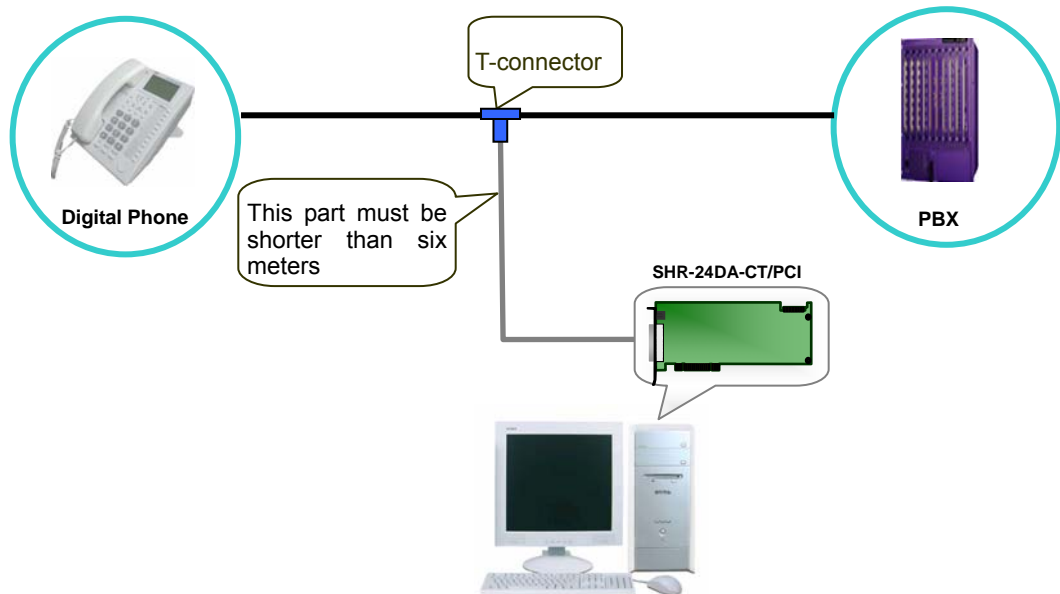 T-connector
Digital Phone
This part must be
shorter than six
meters
PBX
SHR-24DA-CT/PCI